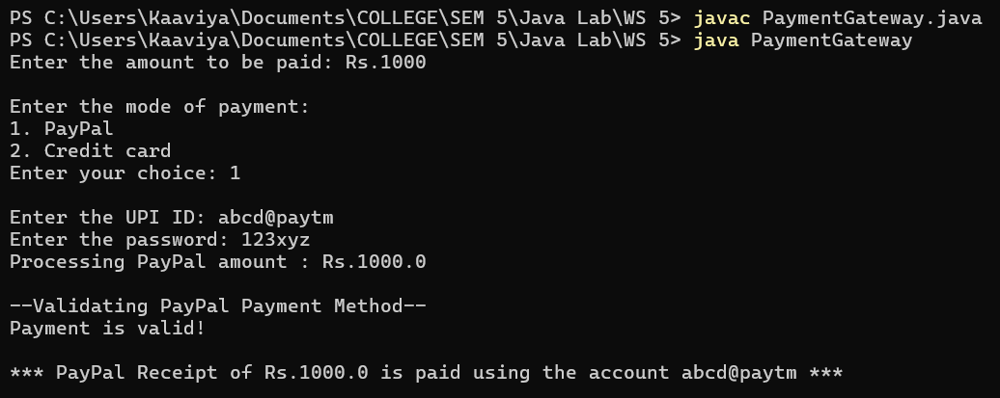 PS C:\Users\Kaaviya\Documents\COLLEGE\SEM 5\Java Lab\WS 5> javac PaymentGateway.java
PS C:\Users\Kaaviya\Documents\COLLEGE\SEM 5\Java Lab\WS 5> java PaymentGateway
Enter the amount to be paid: Rs.1000
Enter the mode of payment:
1. PayPal
2. Credit card
Enter your choice: 1
Enter the UPI ID: abcd@paytm
Enter the password: 123xyz
Processing PayPal amount : Rs.1000.0
--Validating PayPal Payment Method--
Payment is valid!
*** PayPal Receipt of Rs.1000.0 is paid using the account abcd@paytm ***